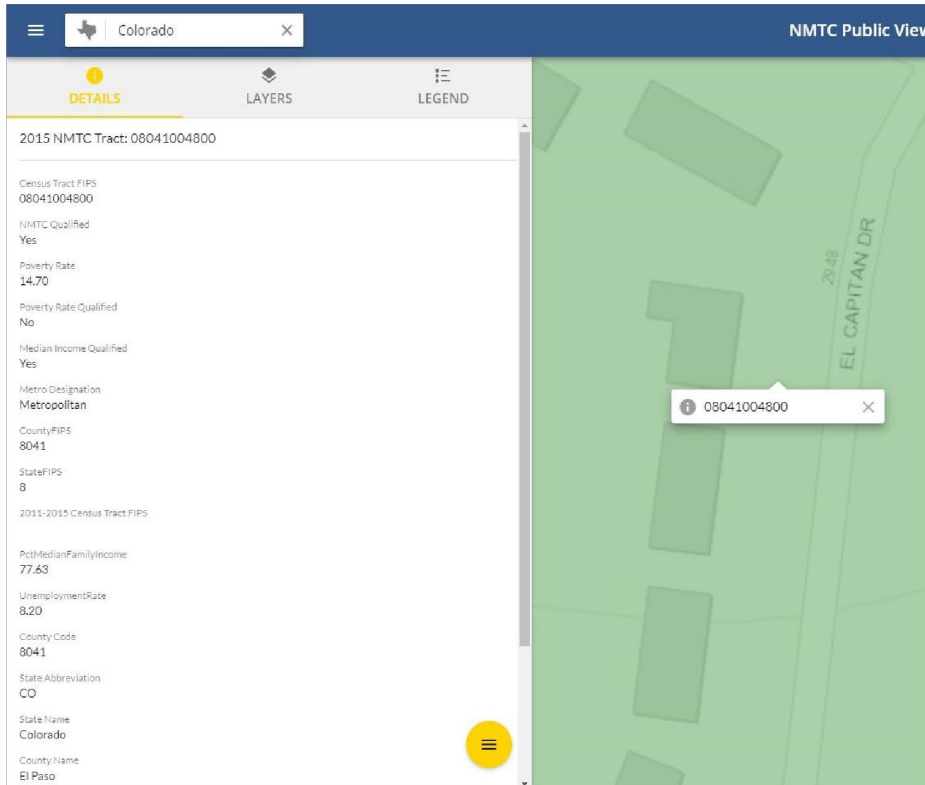 Colorado
NMTC Public View
DETAILS
LAYERS
LEGEND
2015 NMTC Tract: 08041004800
Census Tract FIPS
08041004800
NMTC Qualified
Yes
Poverty Rate
14.70
Poverty Rate Qualified
No
Median Income Qualified
Yes
Metro Designation
Metropolitan
CountyFIPS
8041
StateFIPS
8
2011-2015 Census Tract FIPS
PctMedianFamilyIncome
77.63
UnemploymentRate
8.20
County Code
8041
State Abbreviation
CO
State Name
Colorado
County Name
El Paso
2948
EL CAPITAN DR
08041004800